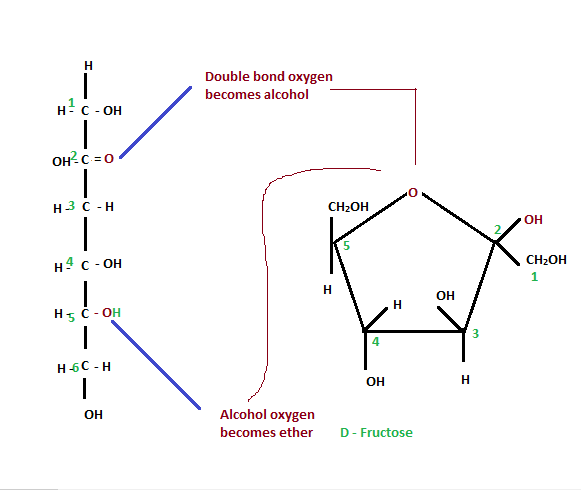 H
H - 1 C - OH
OH - 2 C = O
H - 3 C - H
H - 4 C - OH
H - 5 C - OH
H - 6 C - H
OH
Double bond oxygen
becomes alcohol
Alcohol oxygen
becomes ether
D - Fructose
O
CH₂OH
5
H
2
OH
CH₂OH
1
H
OH
4
3
OH
H